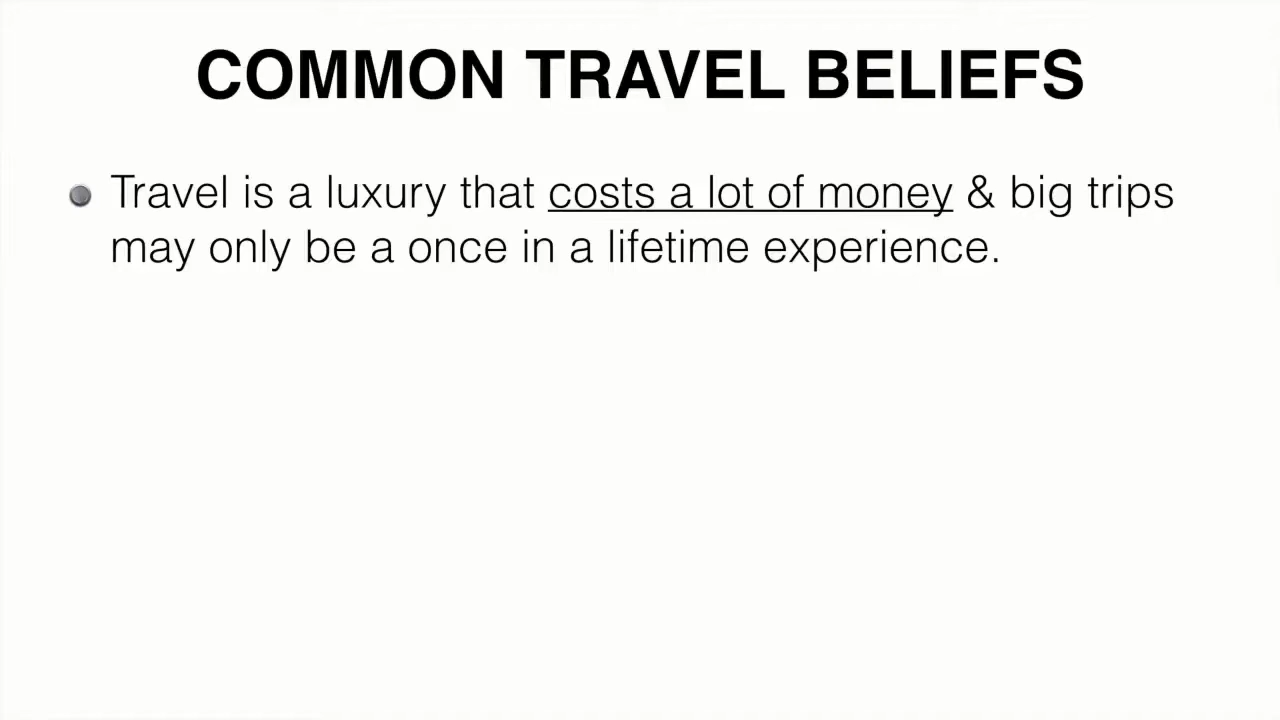 COMMON TRAVEL BELIEFS
Travel is a luxury that costs a lot of money & big trips
may only be a once in a lifetime experience.